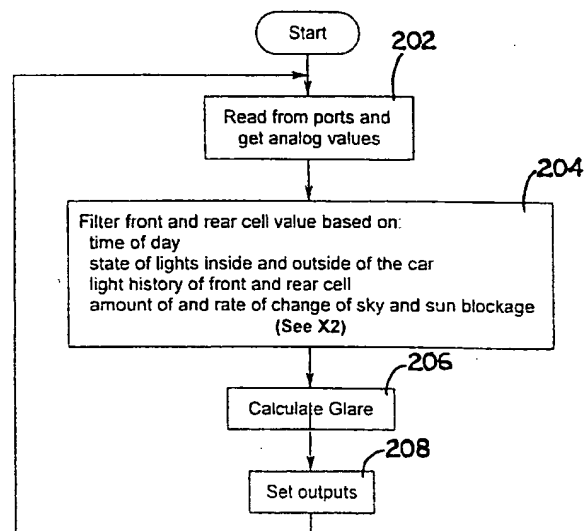 Start
202
Read from ports and
get analog values
204
Filter front and rear cell value based on:
time of day
state of lights inside and outside of the car
light history of front and rear cell
amount of and rate of change of sky and sun blockage
(See X2)
206
Calculate Glare
208
Set outputs